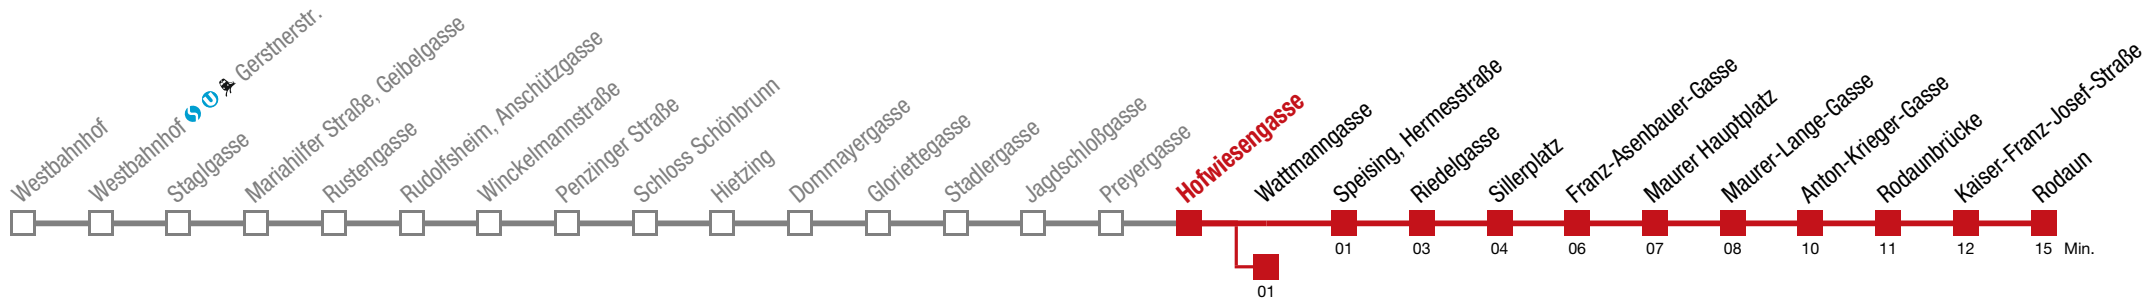 Westbahnhof
Westbahnhof S U Gerstnerstr.
Staglgasse
Mariahilfer Straße, Geibelgasse
Rustengasse
Rudolfsheim, Anschützgasse
Winckelmannstraße
Penzinger Straße
Schloss Schönbrunn
Hietzing
Dommayergasse
Gloriettegasse
Stadlergasse
Jagdschloßgasse
Preyergasse
Hofwiesengasse
Wattmanngasse
Speising, Hermesstraße
Riedelgasse
Sillerplatz
Franz-Asenbauer-Gasse
Maurer Hauptplatz
Maurer-Lange-Gasse
Anton-Krieger-Gasse
Rodaunbrücke
Kaiser-Franz-Josef-Straße
Rodaun
01 03 04 06 07 08 10 11 12 15 Min.
01